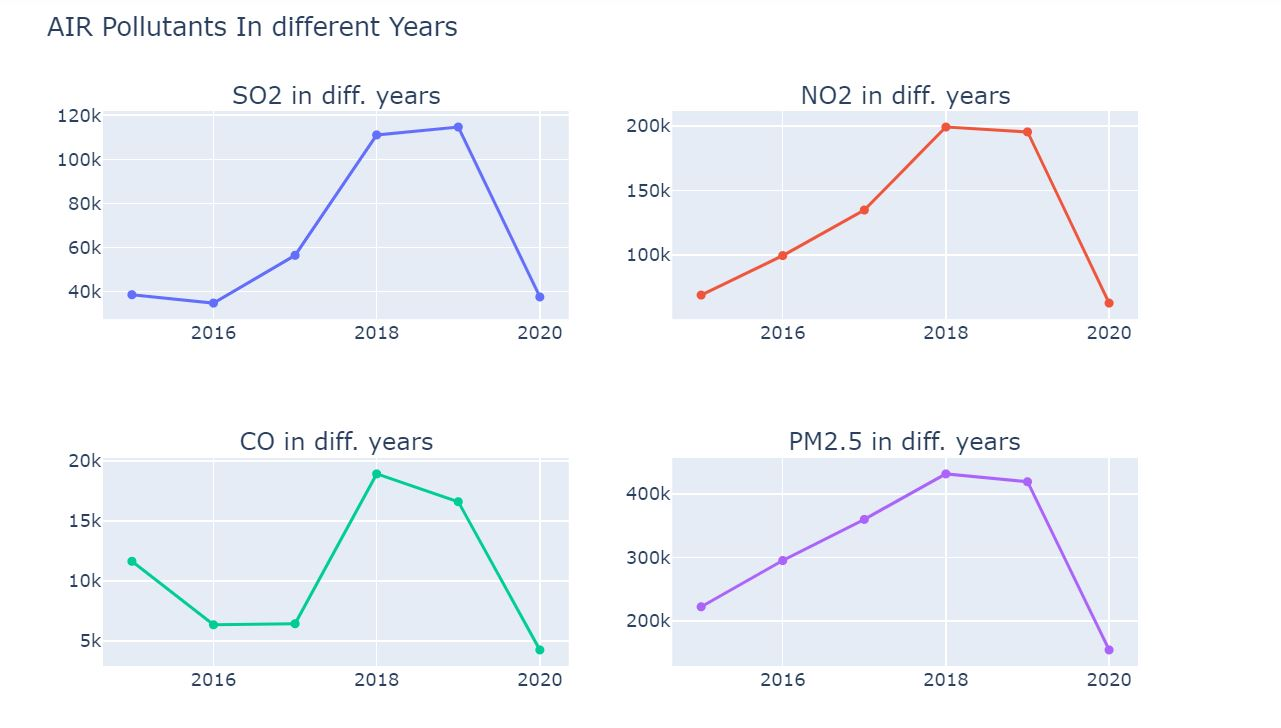 AIR Pollutants In different Years
SO2 in diff. years
120k
100k
80k
60k
40k
2016 2018 2020
NO2 in diff. years
200k
150k
100k
2016 2018 2020
CO in diff. years
20k
15k
10k
5k
2016 2018 2020
PM2.5 in diff. years
400k
300k
200k
2016 2018 2020